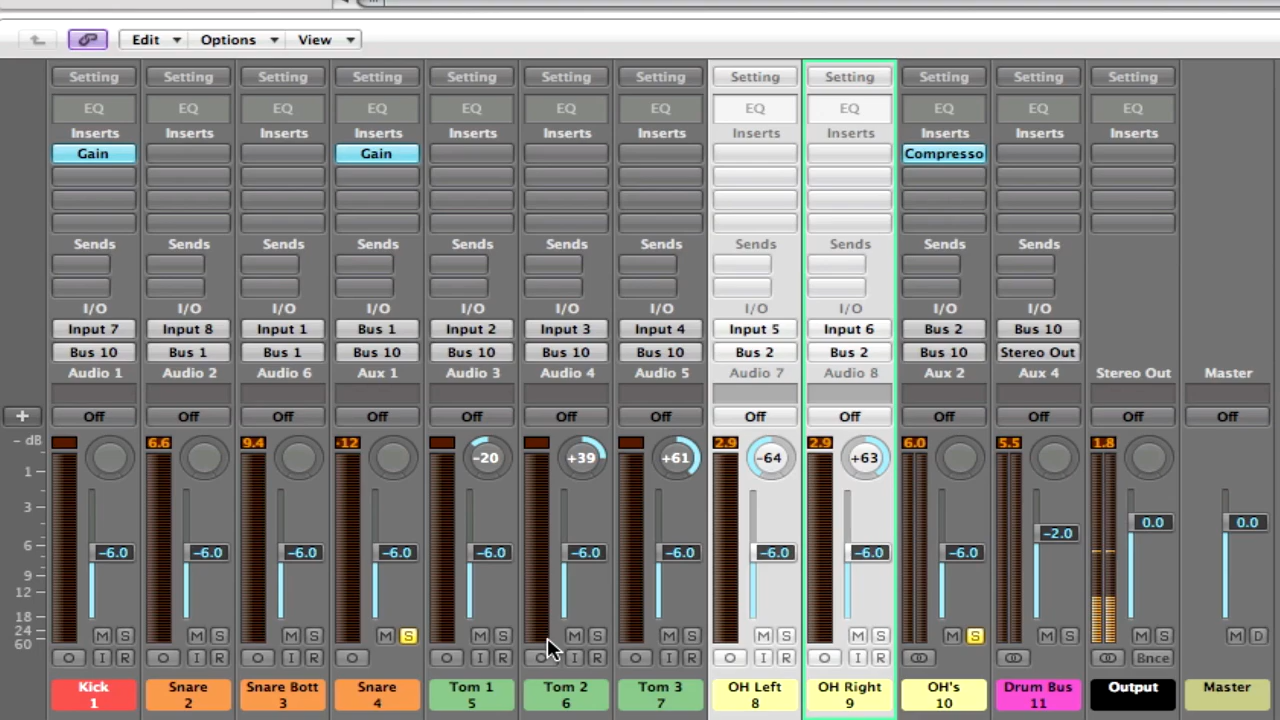 Edit Options View
Setting Setting Setting Setting Setting Setting Setting Setting Setting Setting Setting Setting
EQ EQ EQ EQ EQ EQ EQ EQ EQ EQ EQ EQ
Inserts Inserts Inserts Inserts Inserts Inserts Inserts Inserts Inserts Inserts Inserts Inserts
Gain Gain Compresso
Sends Sends Sends Sends Sends Sends Sends Sends Sends Sends Sends
I/O I/O I/O I/O I/O I/O I/O I/O I/O I/O I/O
Input 7 Input 8 Input 1 Bus 1 Input 2 Input 3 Input 4 Input 5 Input 6 Bus 2 Bus 10
Bus 10 Bus 1 Bus 1 Bus 10 Bus 10 Bus 10 Bus 10 Bus 2 Bus 2 Bus 10 Stereo Out
Audio 1 Audio 2 Audio 6 Aux 1 Audio 3 Audio 4 Audio 5 Audio 7 Audio 8 Aux 2 Aux 4 Stereo Out Master
+ Off Off Off Off Off Off Off Off Off Off Off Off Off
- dB 6.6 9.4 -12 2.9 2.9 6.0 5.5 1.8
-20 +39 +61 -64 +63
1
3
0.0 0.0
-2.0
6
-6.0 -6.0 -6.0 -6.0 -6.0 -6.0 -6.0 -6.0 -6.0 -6.0
9
12
18
24
60
M S M S M S M S M S M S M S M S M S M S M S M S M D
I R I R I R I R I R I R I R I R Bnce
Kick Snare Snare Bott Snare Tom 1 Tom 2 Tom 3 OH Left OH Right OH's Drum Bus Output Master
1 2 3 4 5 6 7 8 9 10 11